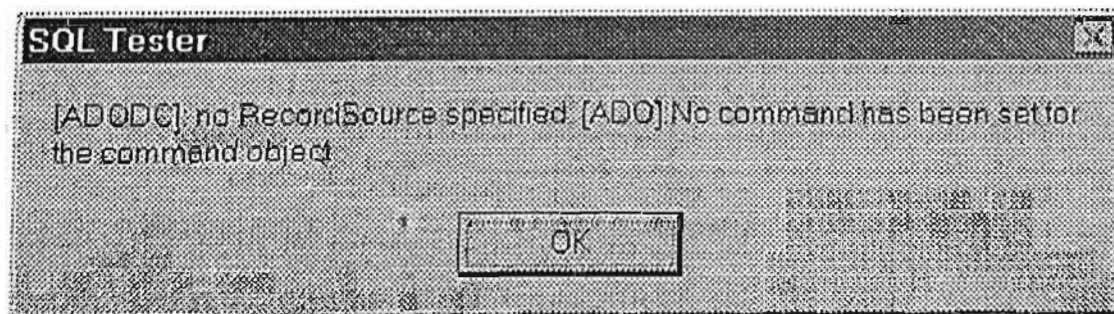 SQL Tester
[ADODC]: no RecordSource specified. [ADO]:No command has been set for
the command object
OK